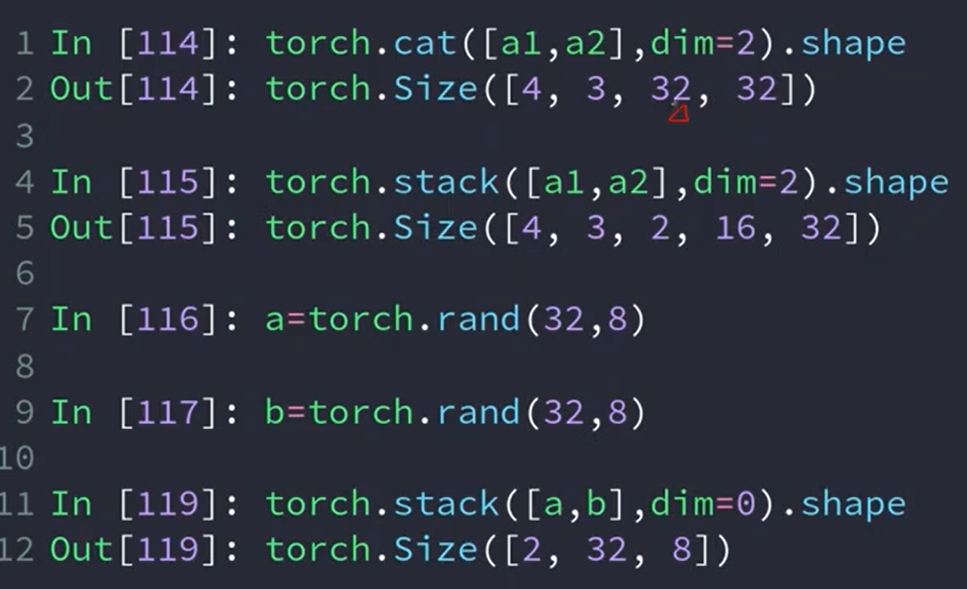 1 In [114]: torch.cat([a1,a2],dim=2).shape
2 Out[114]: torch.Size([4, 3, 32, 32])
3
4 In [115]: torch.stack([a1,a2],dim=2).shape
5 Out[115]: torch.Size([4, 3, 2, 16, 32])
6
7 In [116]: a=torch.rand(32,8)
8
9 In [117]: b=torch.rand(32,8)
10
11 In [119]: torch.stack([a,b],dim=0).shape
12 Out[119]: torch.Size([2, 32, 8])